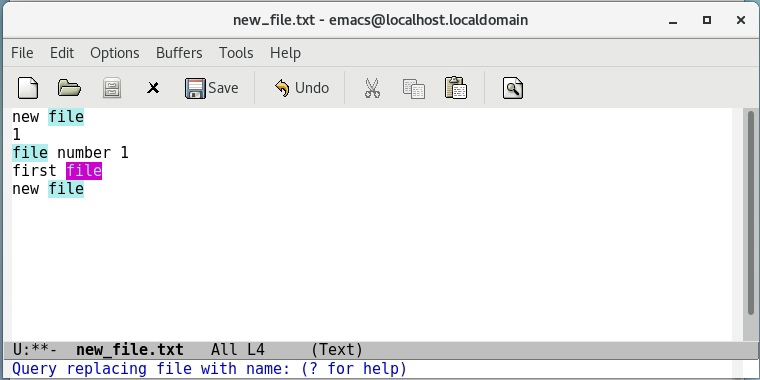 new_file.txt - emacs@localhost.localdomain
File Edit Options Buffers Tools Help
Save Undo
new file
1
file number 1
first file
new file
U:**-  new_file.txt   All L4     (Text)
Query replacing file with name: (? for help)